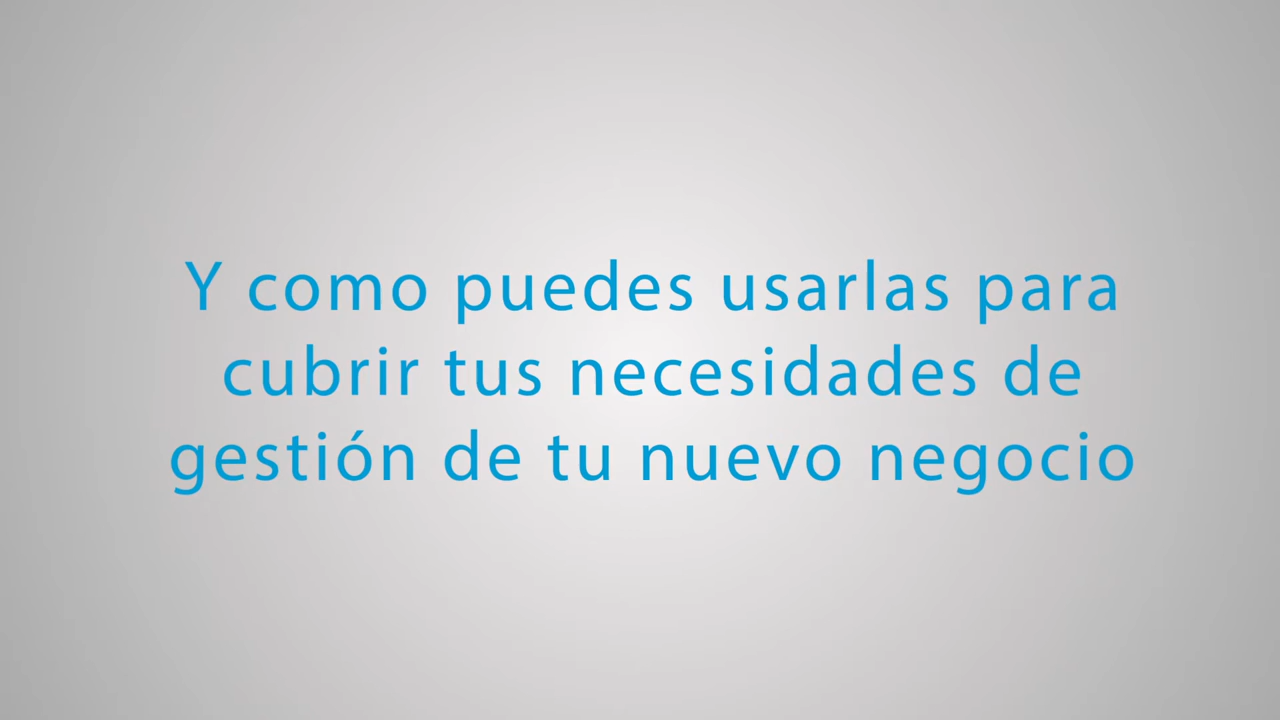 Y como puedes usarlas para
cubrir tus necesidades de
gestión de tu nuevo negocio